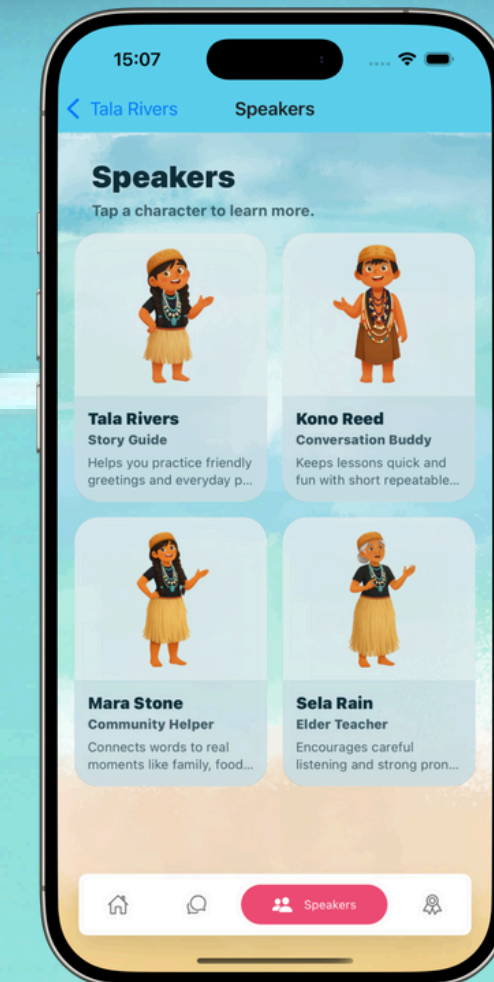 15:07
Tala Rivers
Speakers
Speakers
Tap a character to learn more.
Tala Rivers
Story Guide
Helps you practice friendly
greetings and everyday p...
Kono Reed
Conversation Buddy
Keeps lessons quick and
fun with short repeatable...
Mara Stone
Community Helper
Connects words to real
moments like family, food...
Sela Rain
Elder Teacher
Encourages careful
listening and strong pron...
Speakers